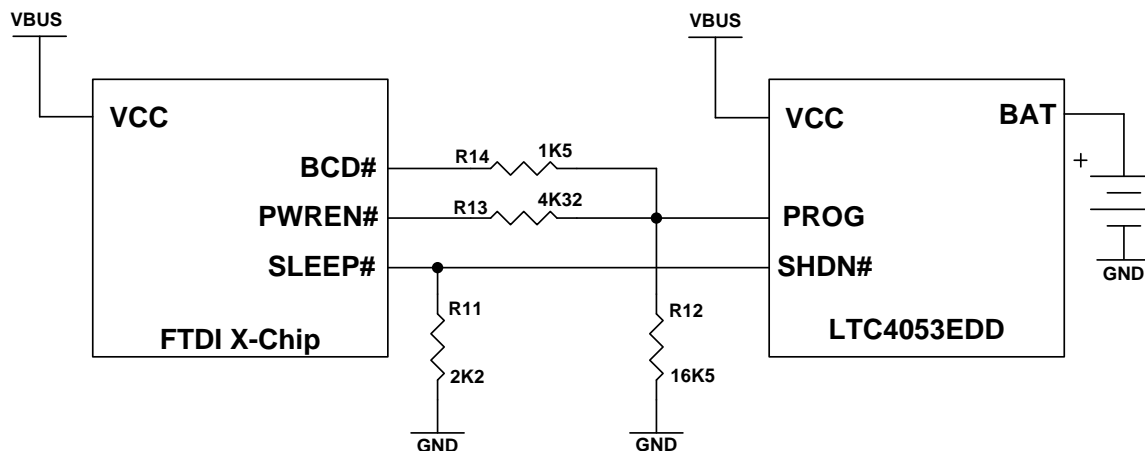 VBUS
VBUS
VCC
VCC
BAT
+
BCD#
R14
1K5
PWREN#
R13
4K32
PROG
SLEEP#
SHDN#
GND
R11
R12
FTDI X-Chip
LTC4053EDD
2K2
16K5
GND
GND